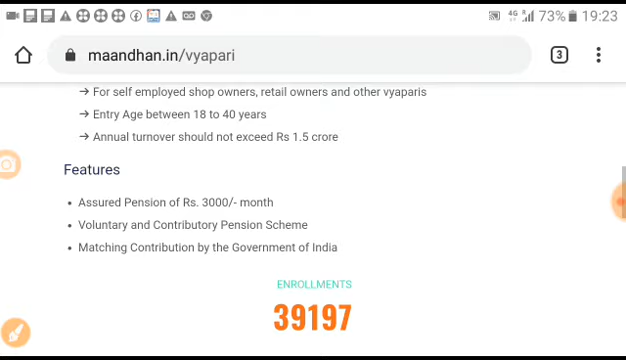 4G R 73% 19:23
maandhan.in/vyapari 3
→ For self employed shop owners, retail owners and other vyaparis
→ Entry Age between 18 to 40 years
→ Annual turnover should not exceed Rs 1.5 crore
Features
• Assured Pension of Rs. 3000/- month
• Voluntary and Contributory Pension Scheme
• Matching Contribution by the Government of India
ENROLLMENTS
39197